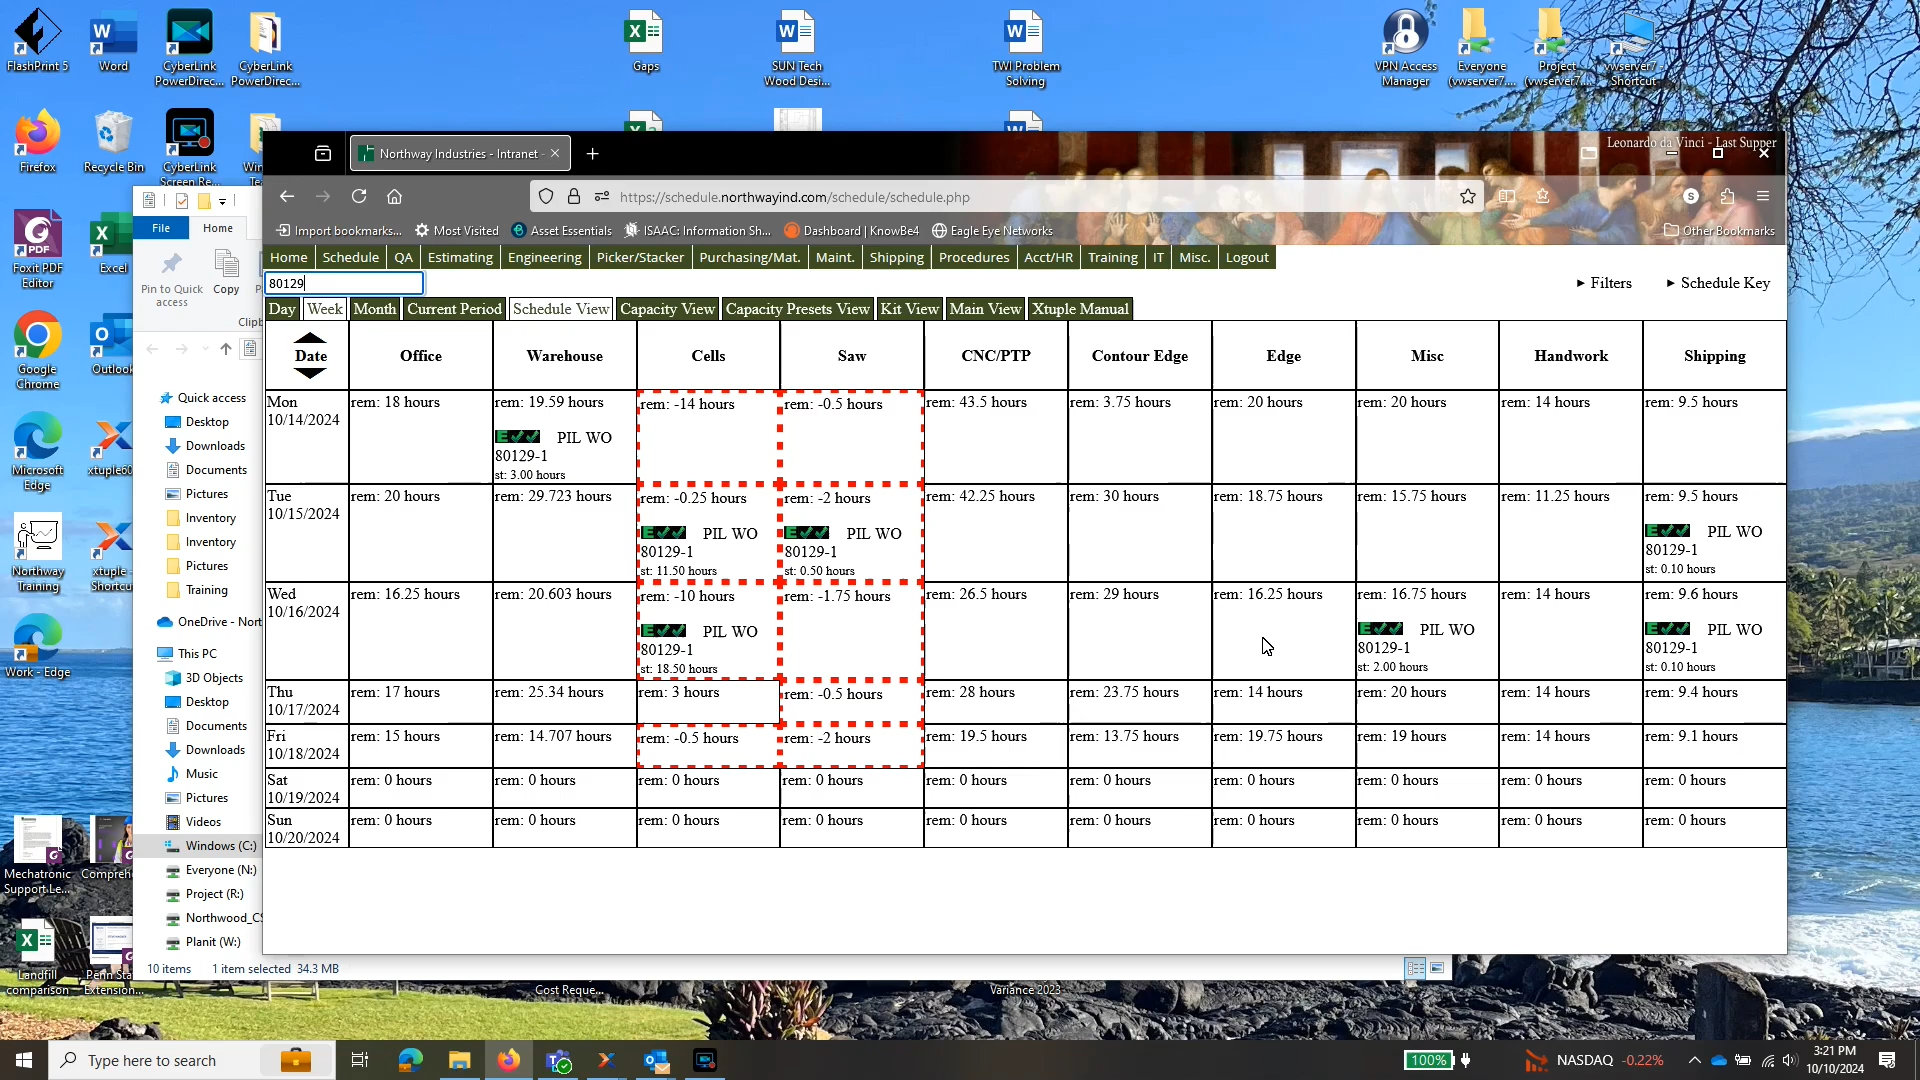 FlashPrint 5
Word
CyberLink
PowerDirec...
CyberLink
PowerDirec...
Gaps
SUN Tech
Wood Desi...
TWI Problem
Solving
VPN Access
Manager
Everyone
(vwserver7....
Project
(vwserver7....
vwserver7 -
Shortcut
Firefox
Recycle Bin
CyberLink
Screen Re...
Northway Industries - Intranet -
Leonardo da Vinci - Last Supper
https://schedule.northwayind.com/schedule/schedule.php
Import bookmarks...
Most Visited
Asset Essentials
ISAAC: Information Sh...
Dashboard | KnowBe4
Eagle Eye Networks
Other Bookmarks
Home Schedule QA Estimating Engineering Picker/Stacker Purchasing/Mat. Maint. Shipping Procedures Acct/HR Training IT Misc. Logout
80129
Filters
Schedule Key
Day Week Month Current Period Schedule View Capacity View Capacity Presets View Kit View Main View Xtuple Manual
Date Office Warehouse Cells Saw CNC/PTP Contour Edge Edge Misc Handwork Shipping
Mon
10/14/2024
rem: 18 hours
rem: 19.59 hours
E✓✓ PIL WO
80129-1
st: 3.00 hours
rem: -14 hours
rem: -0.5 hours
rem: 43.5 hours
rem: 3.75 hours
rem: 20 hours
rem: 20 hours
rem: 14 hours
rem: 9.5 hours
Tue
10/15/2024
rem: 20 hours
rem: 29.723 hours
rem: -0.25 hours
E✓✓ PIL WO
80129-1
st: 11.50 hours
rem: -2 hours
E✓✓ PIL WO
80129-1
st: 0.50 hours
rem: 42.25 hours
rem: 30 hours
rem: 18.75 hours
rem: 15.75 hours
rem: 11.25 hours
rem: 9.5 hours
E✓✓ PIL WO
80129-1
st: 0.10 hours
Wed
10/16/2024
rem: 16.25 hours
rem: 20.603 hours
rem: -10 hours
E✓✓ PIL WO
80129-1
st: 18.50 hours
rem: -1.75 hours
rem: 26.5 hours
rem: 29 hours
rem: 16.25 hours
rem: 16.75 hours
E✓✓ PIL WO
80129-1
st: 2.00 hours
rem: 14 hours
rem: 9.6 hours
E✓✓ PIL WO
80129-1
st: 0.10 hours
Thu
10/17/2024
rem: 17 hours
rem: 25.34 hours
rem: 3 hours
rem: -0.5 hours
rem: 28 hours
rem: 23.75 hours
rem: 14 hours
rem: 20 hours
rem: 14 hours
rem: 9.4 hours
Fri
10/18/2024
rem: 15 hours
rem: 14.707 hours
rem: -0.5 hours
rem: -2 hours
rem: 19.5 hours
rem: 13.75 hours
rem: 19.75 hours
rem: 19 hours
rem: 14 hours
rem: 9.1 hours
Sat
10/19/2024
rem: 0 hours
rem: 0 hours
rem: 0 hours
rem: 0 hours
rem: 0 hours
rem: 0 hours
rem: 0 hours
rem: 0 hours
rem: 0 hours
rem: 0 hours
Sun
10/20/2024
rem: 0 hours
rem: 0 hours
rem: 0 hours
rem: 0 hours
rem: 0 hours
rem: 0 hours
rem: 0 hours
rem: 0 hours
rem: 0 hours
rem: 0 hours
File Home
Pin to Quick
access
Copy
Clipb
Quick access
Desktop
Downloads
Documents
Pictures
Inventory
Inventory
Pictures
Training
OneDrive - Nort
This PC
3D Objects
Desktop
Documents
Downloads
Music
Pictures
Videos
Windows (C:)
Everyone (N:)
Project (R:)
Northwood_CS
Planit (W:)
10 items 1 item selected 34.3 MB
Foxit PDF
Editor
Excel
Google
Chrome
Outlook
Microsoft
Edge
xtuple60
Northway
Training
xtuple -
Shortcu
Work - Edge
Mechatronic
Support Le...
Compreh
Landfill
comparison
Penn Sta
Extension...
Cost Reque...
Variance 2023
Type here to search
100%
NASDAQ -0.22%
3:21 PM
10/10/2024